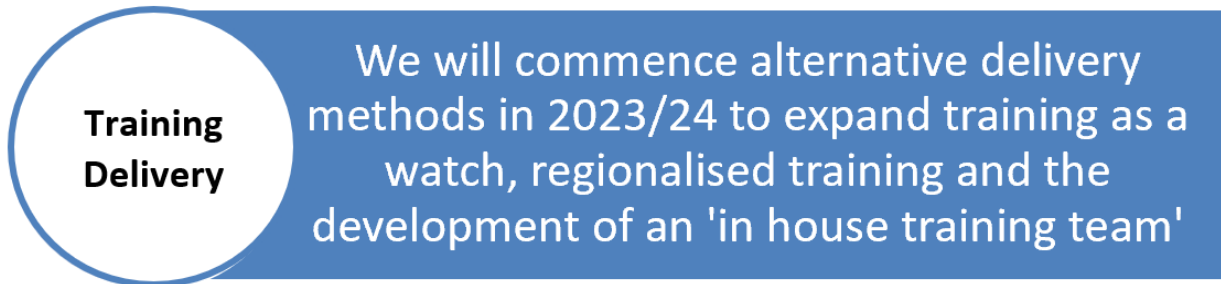 Training
Delivery
We will commence alternative delivery
methods in 2023/24 to expand training as a
watch, regionalised training and the
development of an 'in house training team'